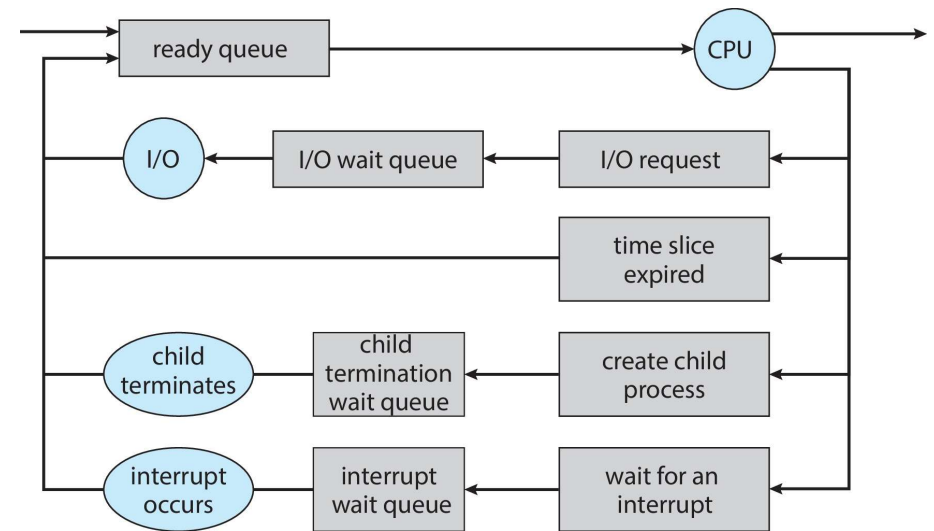 ready queue
CPU
I/O
I/O wait queue
I/O request
time slice
expired
child
terminates
child
termination
wait queue
create child
process
interrupt
occurs
interrupt
wait queue
wait for an
interrupt